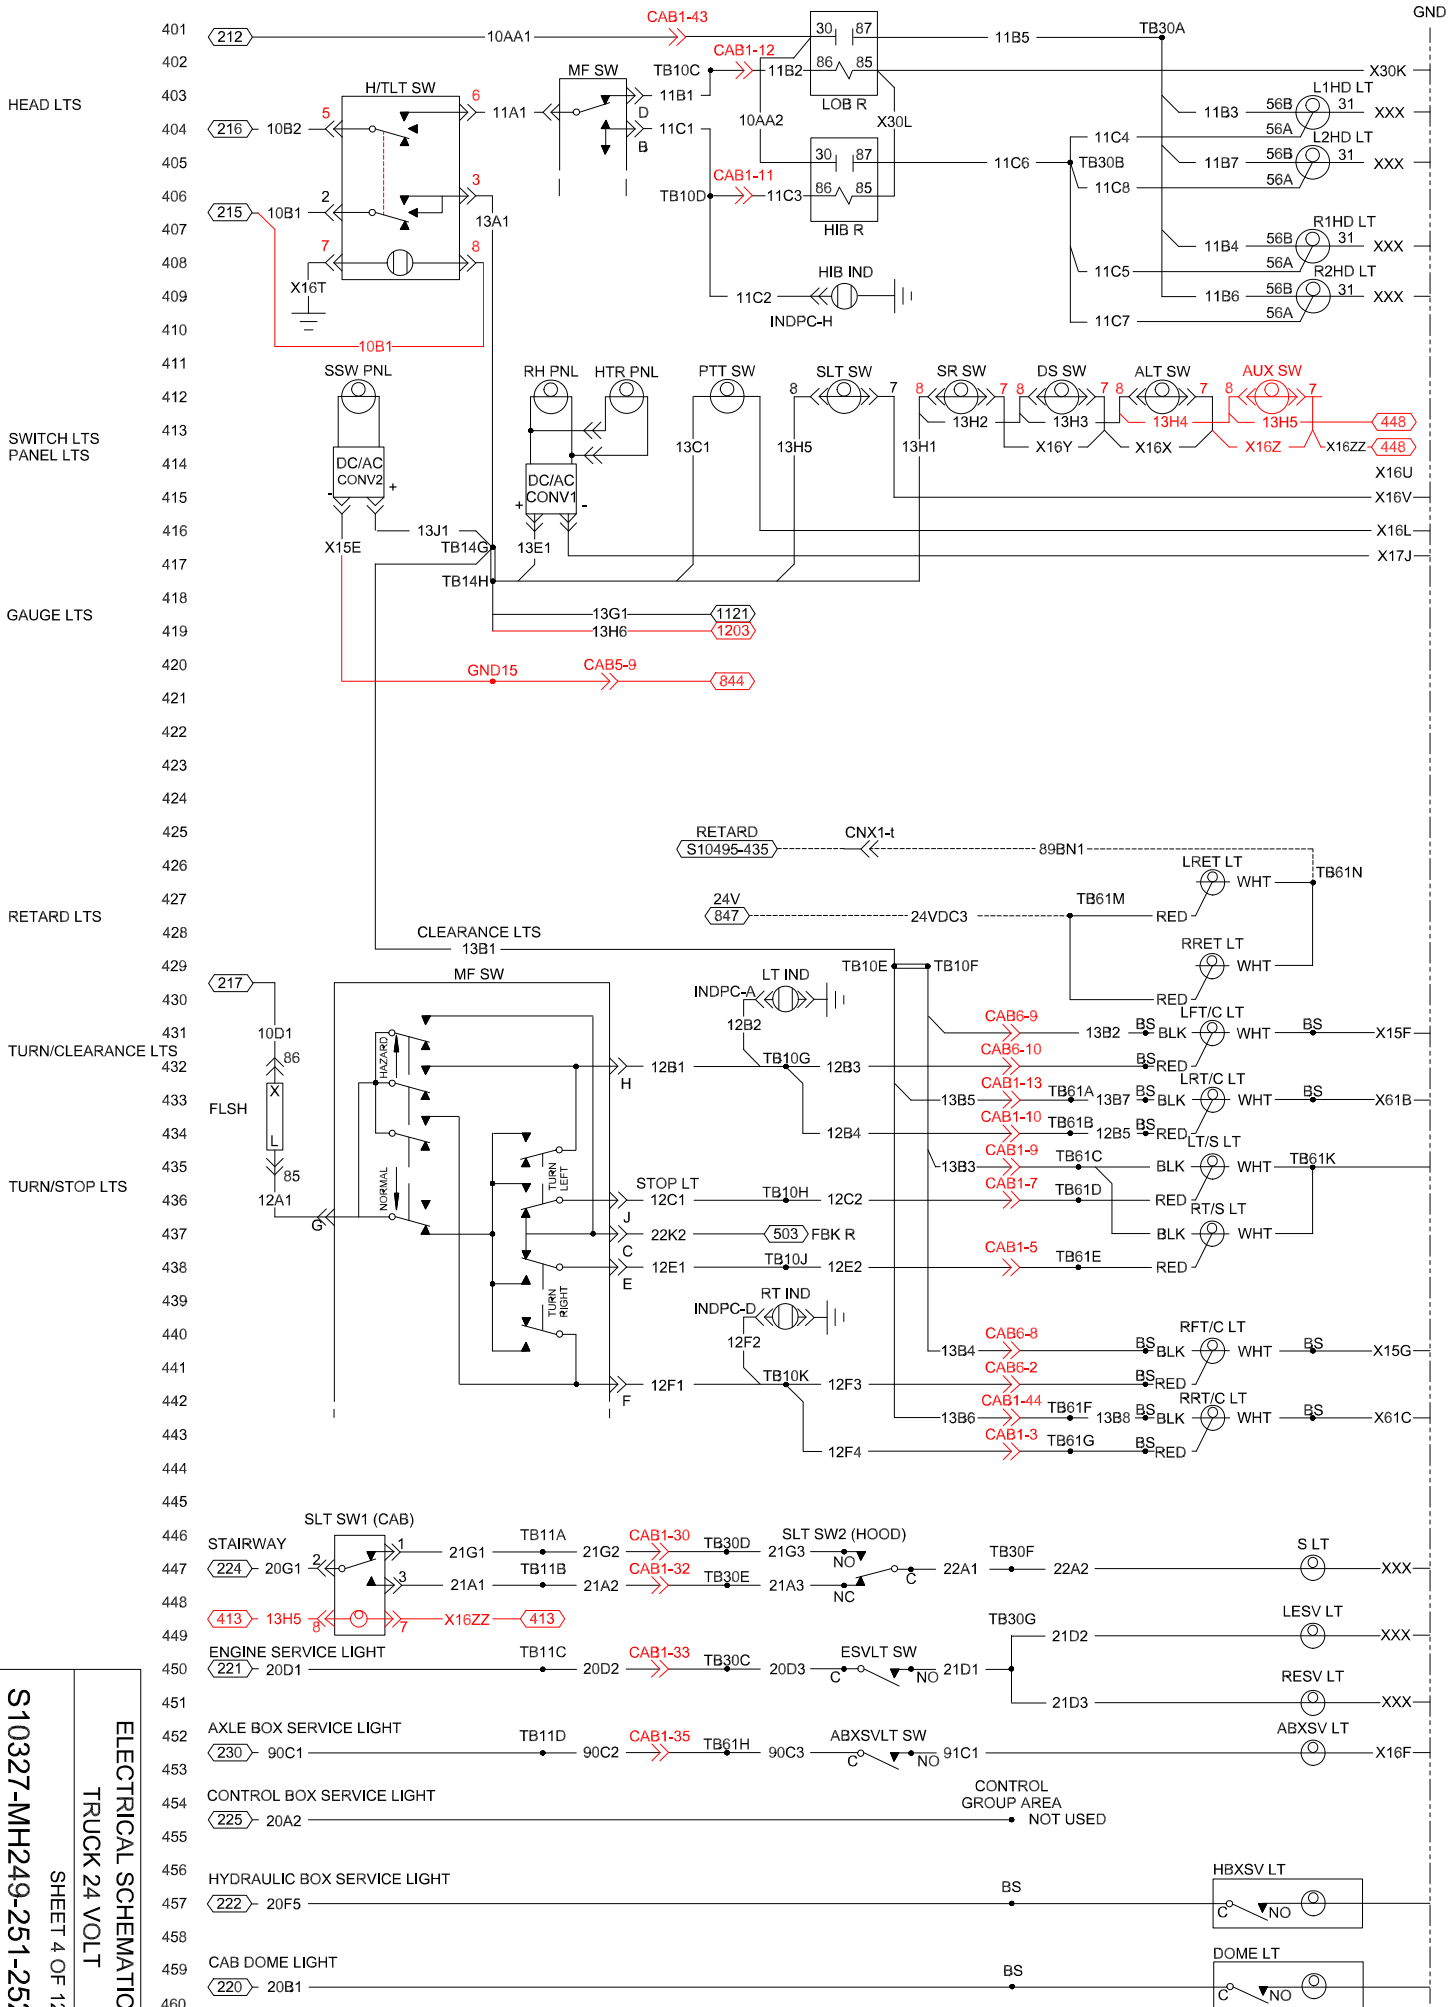 GND
401 212 10AA1 CAB1-43 30 87 11B5 TB30A
402 MF SW TB10C CAB1-12 11B2 86 85 X30K
HEAD LTS 403 H/TLT SW 6 11A1 11B1 D LOB R X30L L1HD LT
404 216 10B2 5 11C1 B 10AA2 11C4 11B3 56B 31 XXX 56A
405 30 87 11C6 TB30B 11B7 L2HD LT 56B 31 XXX
406 2 3 TB10D CAB1-11 11C3 86 85 11C8 56A
407 215 10B1 13A1 HIB R R1HD LT
408 7 8 HIB IND 11C5 11B4 56B 31 XXX 56A
409 X16T 11C2 INDPC-H 11B6 R2HD LT 56B 31 XXX
410 10B1 11C7 56A
411 SSW PNL RH PNL HTR PNL PTT SW SLT SW SR SW DS SW ALT SW AUX SW
412 8 7 8 7 8 7 8 7 8 7
SWITCH LTS 413 13H2 13H3 13H4 13H5 448
PANEL LTS 414 DC/AC CONV2 - + 13C1 13H5 13H1 X16Y X16X X16Z X16ZZ 448
X16U
415 DC/AC CONV1 + - X16V
416 13J1 X16L
X15E TB14G 13E1 X17J
417 TB14H
418
GAUGE LTS 13G1 1121
419 13H6 1203
420 GND15 CAB5-9 844
421
422
423
424
425 RETARD CNX1-t
S10495-435 89BN1
426 LRET LT WHT TB61N
427 24V TB61M
RETARD LTS 847 24VDC3 RED
428 CLEARANCE LTS
13B1 RRET LT
429 MF SW TB10E TB10F LT IND WHT
217
430 INDPC-A RED
12B2 CAB6-9 LFT/C LT
431 10D1 13B2 BS BLK WHT BS X15F
TURN/CLEARANCE LTS 86 HAZARD CAB6-10
432 12B1 TB10G 12B3 BS RED
X H CAB1-13 LRT/C LT
433 FLSH 13B5 TB61A 13B7 BS BLK WHT BS X61B
L CAB1-10
434 12B4 TB61B 12B5 BS RED
CAB1-9 LT/S LT
435 85 TURN LEFT 13B3 TB61C BLK WHT TB61K
TURN/STOP LTS NORMAL STOP LT CAB1-7
436 12A1 12C1 TB10H 12C2 TB61D RED
G J RT/S LT
437 22K2 503 FBK R BLK WHT
C CAB1-5
438 12E1 TB10J 12E2 TB61E RED
E
439 TURN RIGHT INDPC-D RT IND
440 12F2 CAB6-8 RFT/C LT
13B4 BS BLK WHT BS X15G
441 CAB6-2
12F1 TB10K 12F3 BS RED
442 F CAB1-44 RRT/C LT
13B6 TB61F 13B8 BS BLK WHT BS X61C
443 CAB1-3
12F4 TB61G BS RED
444
445
SLT SW1 (CAB)
446 STAIRWAY 1 TB11A CAB1-30 TB30D SLT SW2 (HOOD)
21G1 21G2 21G3 NO TB30F S LT
447 224 20G1 2 TB11B CAB1-32 TB30E C 22A1 22A2 XXX
3 21A1 21A2 21A3 NC
448 413 13H5 8 7 X16ZZ 413 TB30G LESV LT
449 21D2 XXX
ENGINE SERVICE LIGHT TB11C CAB1-33 TB30C ESVLT SW
450 221 20D1 20D2 20D3 C NO 21D1 RESV LT
451 21D3 XXX
452 AXLE BOX SERVICE LIGHT TB11D CAB1-35 TB61H ABXSVLT SW ABXSV LT
230 90C1 90C2 90C3 C NO 91C1 X16F
453
454 CONTROL BOX SERVICE LIGHT CONTROL
GROUP AREA
225 20A2 NOT USED
455
456 HYDRAULIC BOX SERVICE LIGHT HBXSV LT
457 222 20F5 BS C NO
458
459 CAB DOME LIGHT DOME LT
220 20B1 BS C NO
460
ELECTRICAL SCHEMATIC
TRUCK 24 VOLT
SHEET 4 OF 12
S10327-MH249-251-252